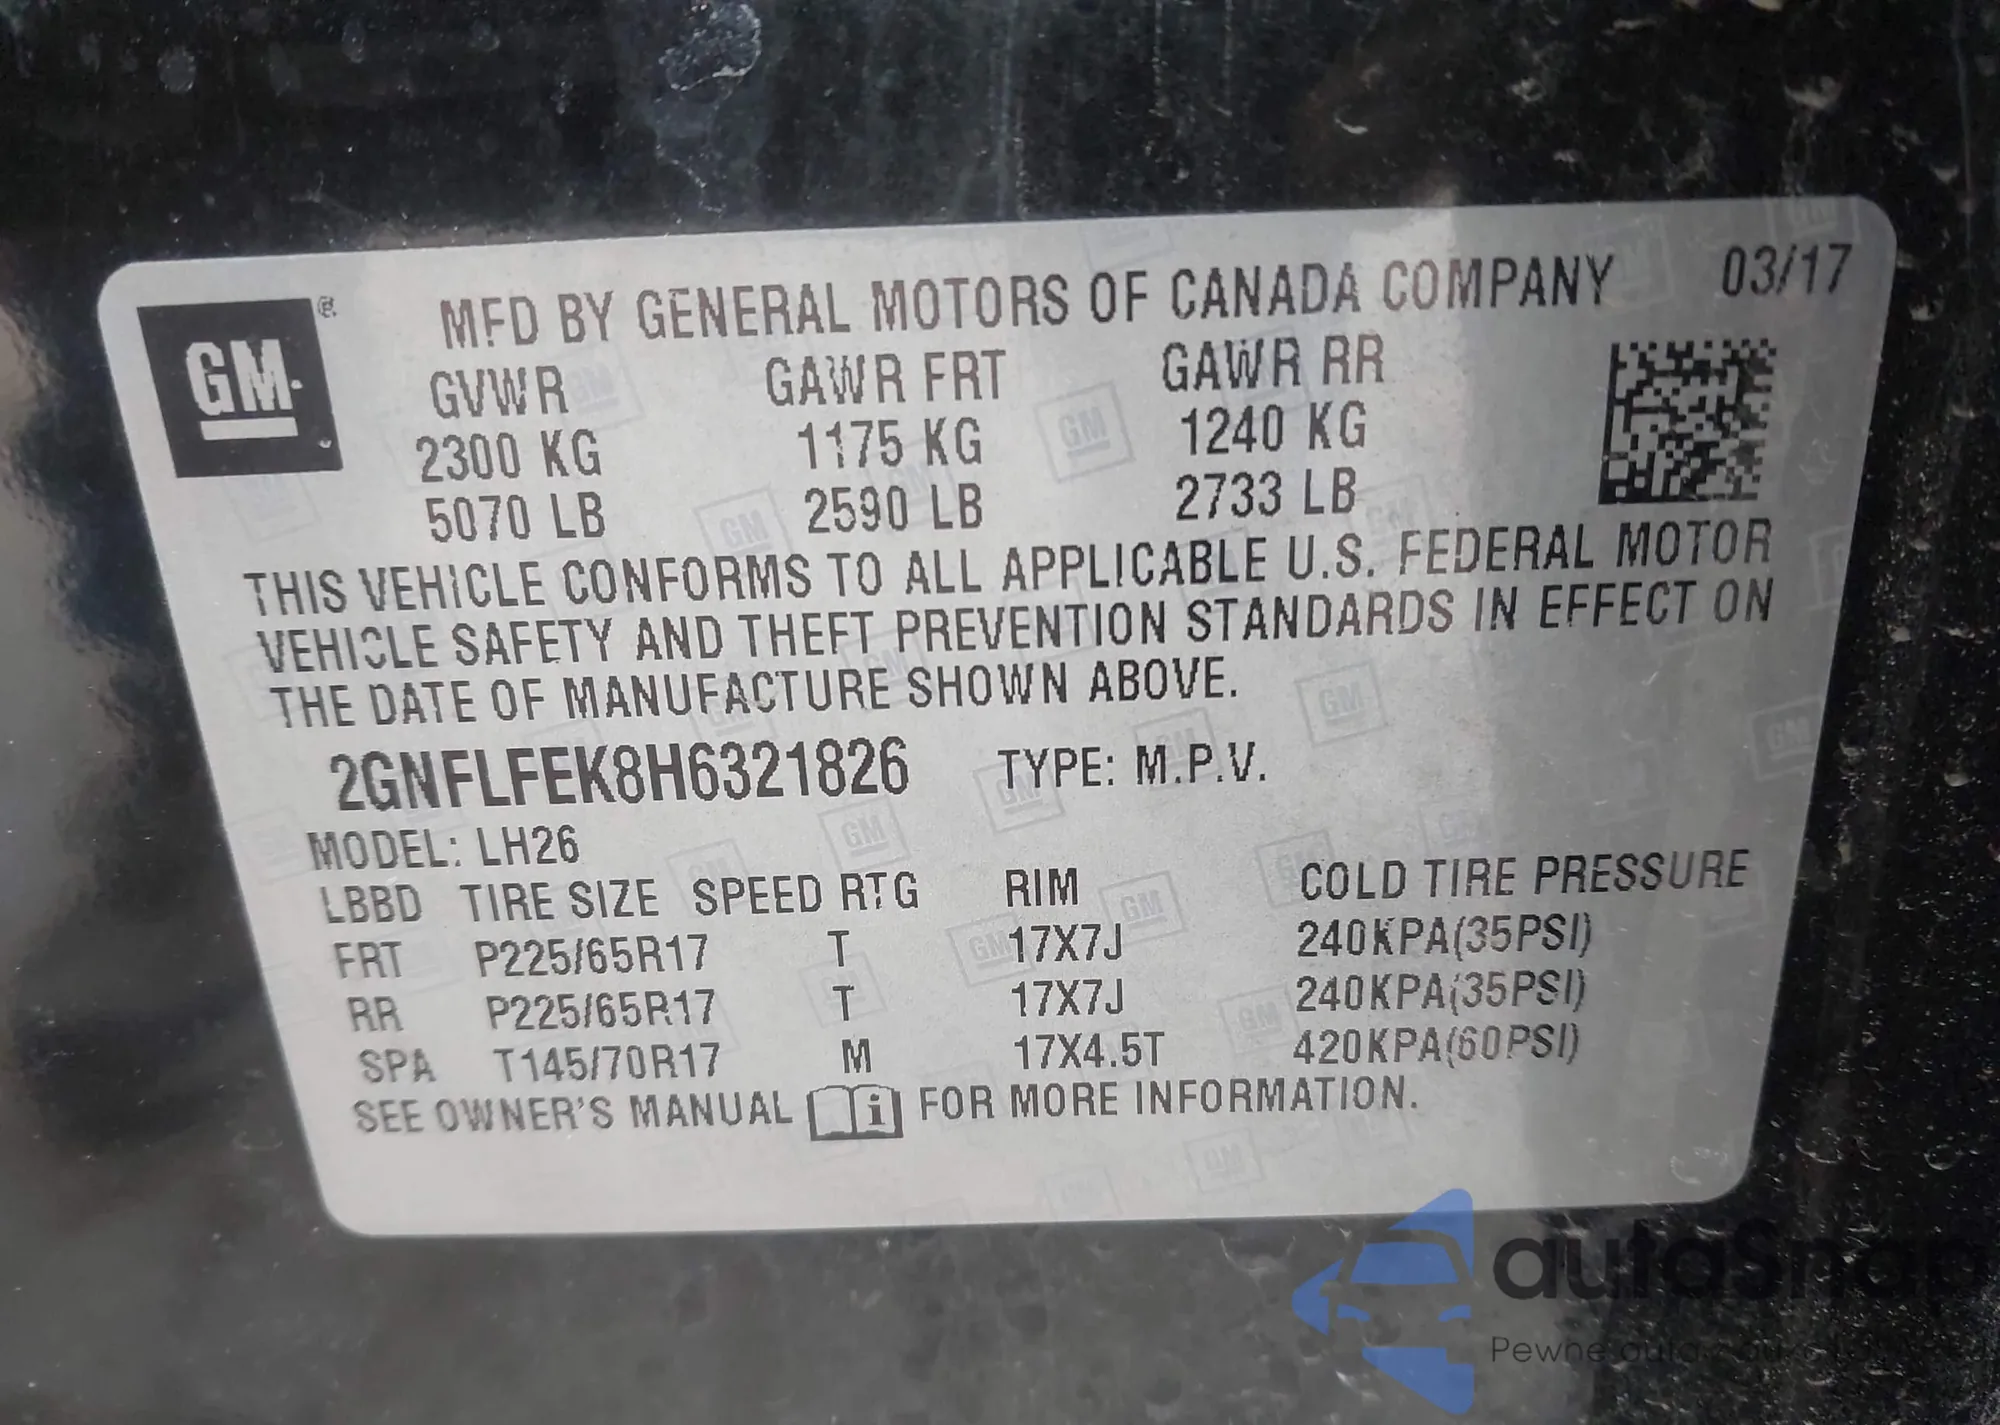 GM ® MFD BY GENERAL MOTORS OF CANADA COMPANY 03/17
GVWR GAWR FRT GAWR RR
2300 KG 1175 KG 1240 KG
5070 LB 2590 LB 2733 LB
THIS VEHICLE CONFORMS TO ALL APPLICABLE U.S. FEDERAL MOTOR
VEHICLE SAFETY AND THEFT PREVENTION STANDARDS IN EFFECT ON
THE DATE OF MANUFACTURE SHOWN ABOVE.
2GNFLFEK8H6321826 TYPE: M.P.V.
MODEL: LH26
LBBD TIRE SIZE SPEED RTG RIM COLD TIRE PRESSURE
FRT P225/65R17 T 17X7J 240KPA(35PSI)
RR P225/65R17 T 17X7J 240KPA(35PSI)
SPA T145/70R17 M 17X4.5T 420KPA(60PSI)
SEE OWNER'S MANUAL i FOR MORE INFORMATION.
autoSnap
Pewne auta